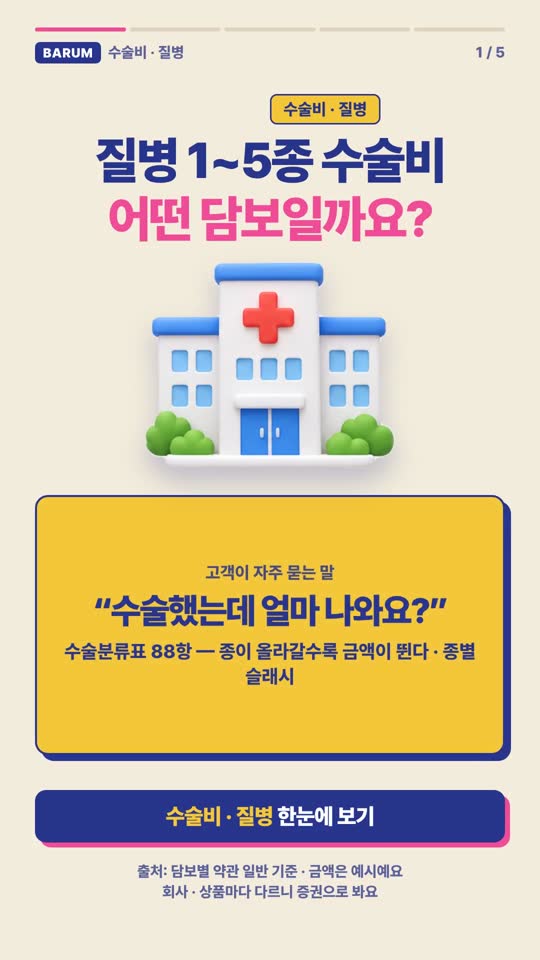 BARUM 수술비 · 질병 1 / 5
수술비 · 질병
질병 1~5종 수술비
어떤 담보일까요?
고객이 자주 묻는 말
“수술했는데 얼마 나와요?”
수술분류표 88항 — 종이 올라갈수록 금액이 뛴다 · 종별
슬래시
수술비 · 질병 한눈에 보기
출처: 담보별 약관 일반 기준 · 금액은 예시예요
회사 · 상품마다 다르니 증권으로 봐요